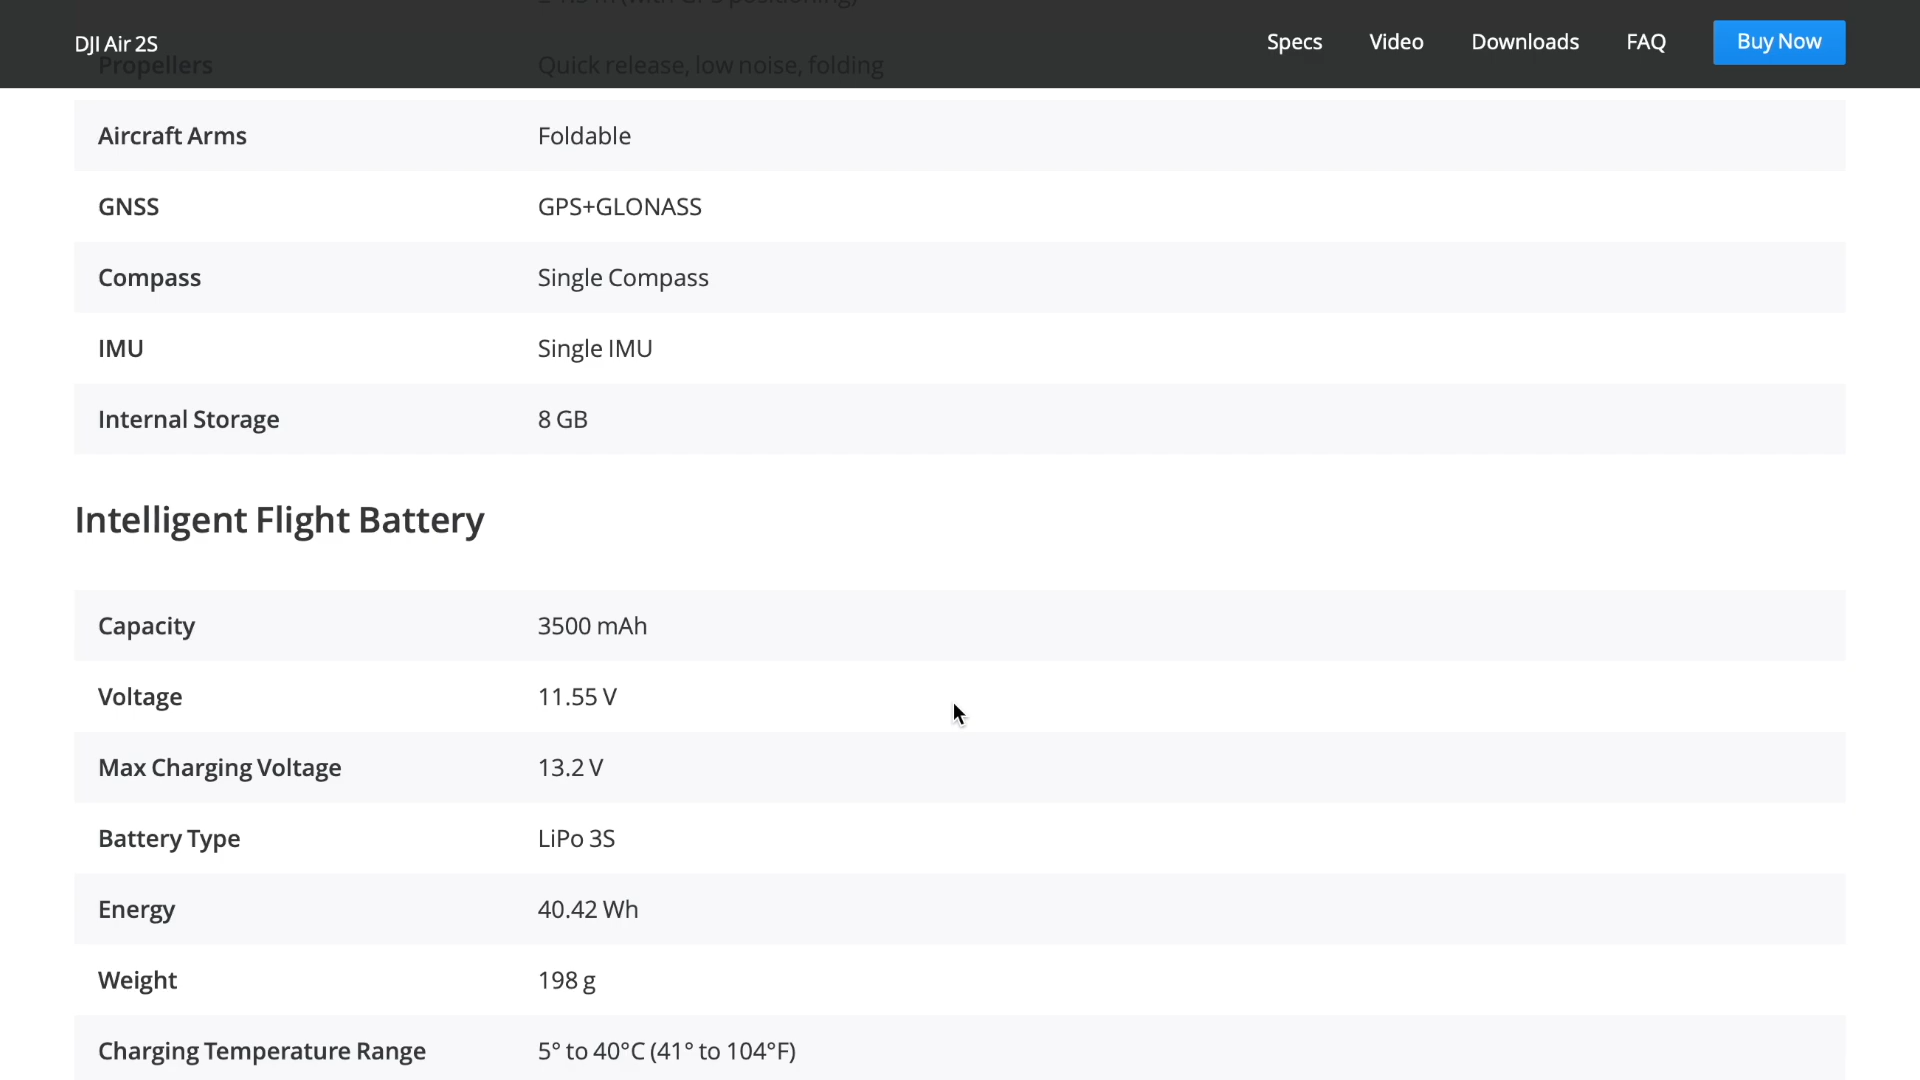 DJI Air 2S
Specs
Video
Downloads
FAQ
Buy Now
Propellers Quick release, low noise, folding
Aircraft Arms Foldable
GNSS GPS+GLONASS
Compass Single Compass
IMU Single IMU
Internal Storage 8 GB
Intelligent Flight Battery
Capacity 3500 mAh
Voltage 11.55 V
Max Charging Voltage 13.2 V
Battery Type LiPo 3S
Energy 40.42 Wh
Weight 198 g
Charging Temperature Range 5° to 40°C (41° to 104°F)